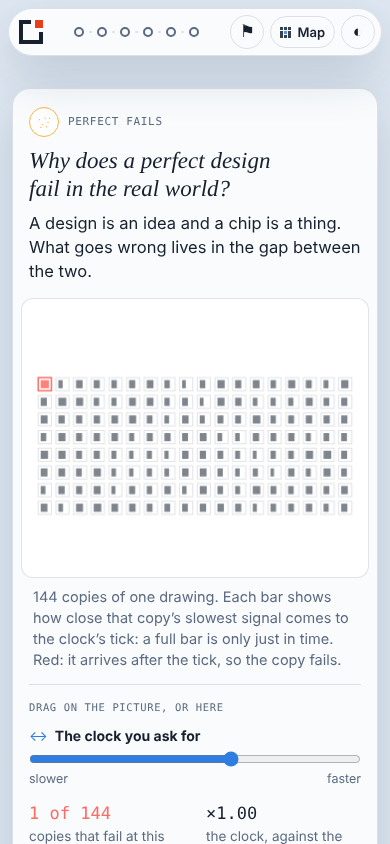 Map
PERFECT FAILS
Why does a perfect design
fail in the real world?
A design is an idea and a chip is a thing.
What goes wrong lives in the gap between
the two.
144 copies of one drawing. Each bar shows
how close that copy’s slowest signal comes to
the clock’s tick: a full bar is only just in time.
Red: it arrives after the tick, so the copy fails.
DRAG ON THE PICTURE, OR HERE
The clock you ask for
slower
faster
1 of 144
×1.00
copies that fail at this
the clock, against the